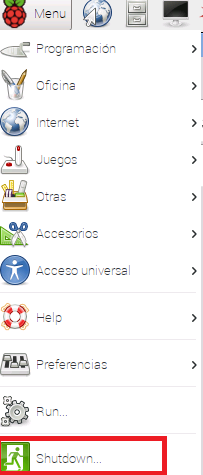 Menu
Programación
Oficina
Internet
Juegos
Otras
Accesorios
Acceso universal
Help
Preferencias
Run...
Shutdown...